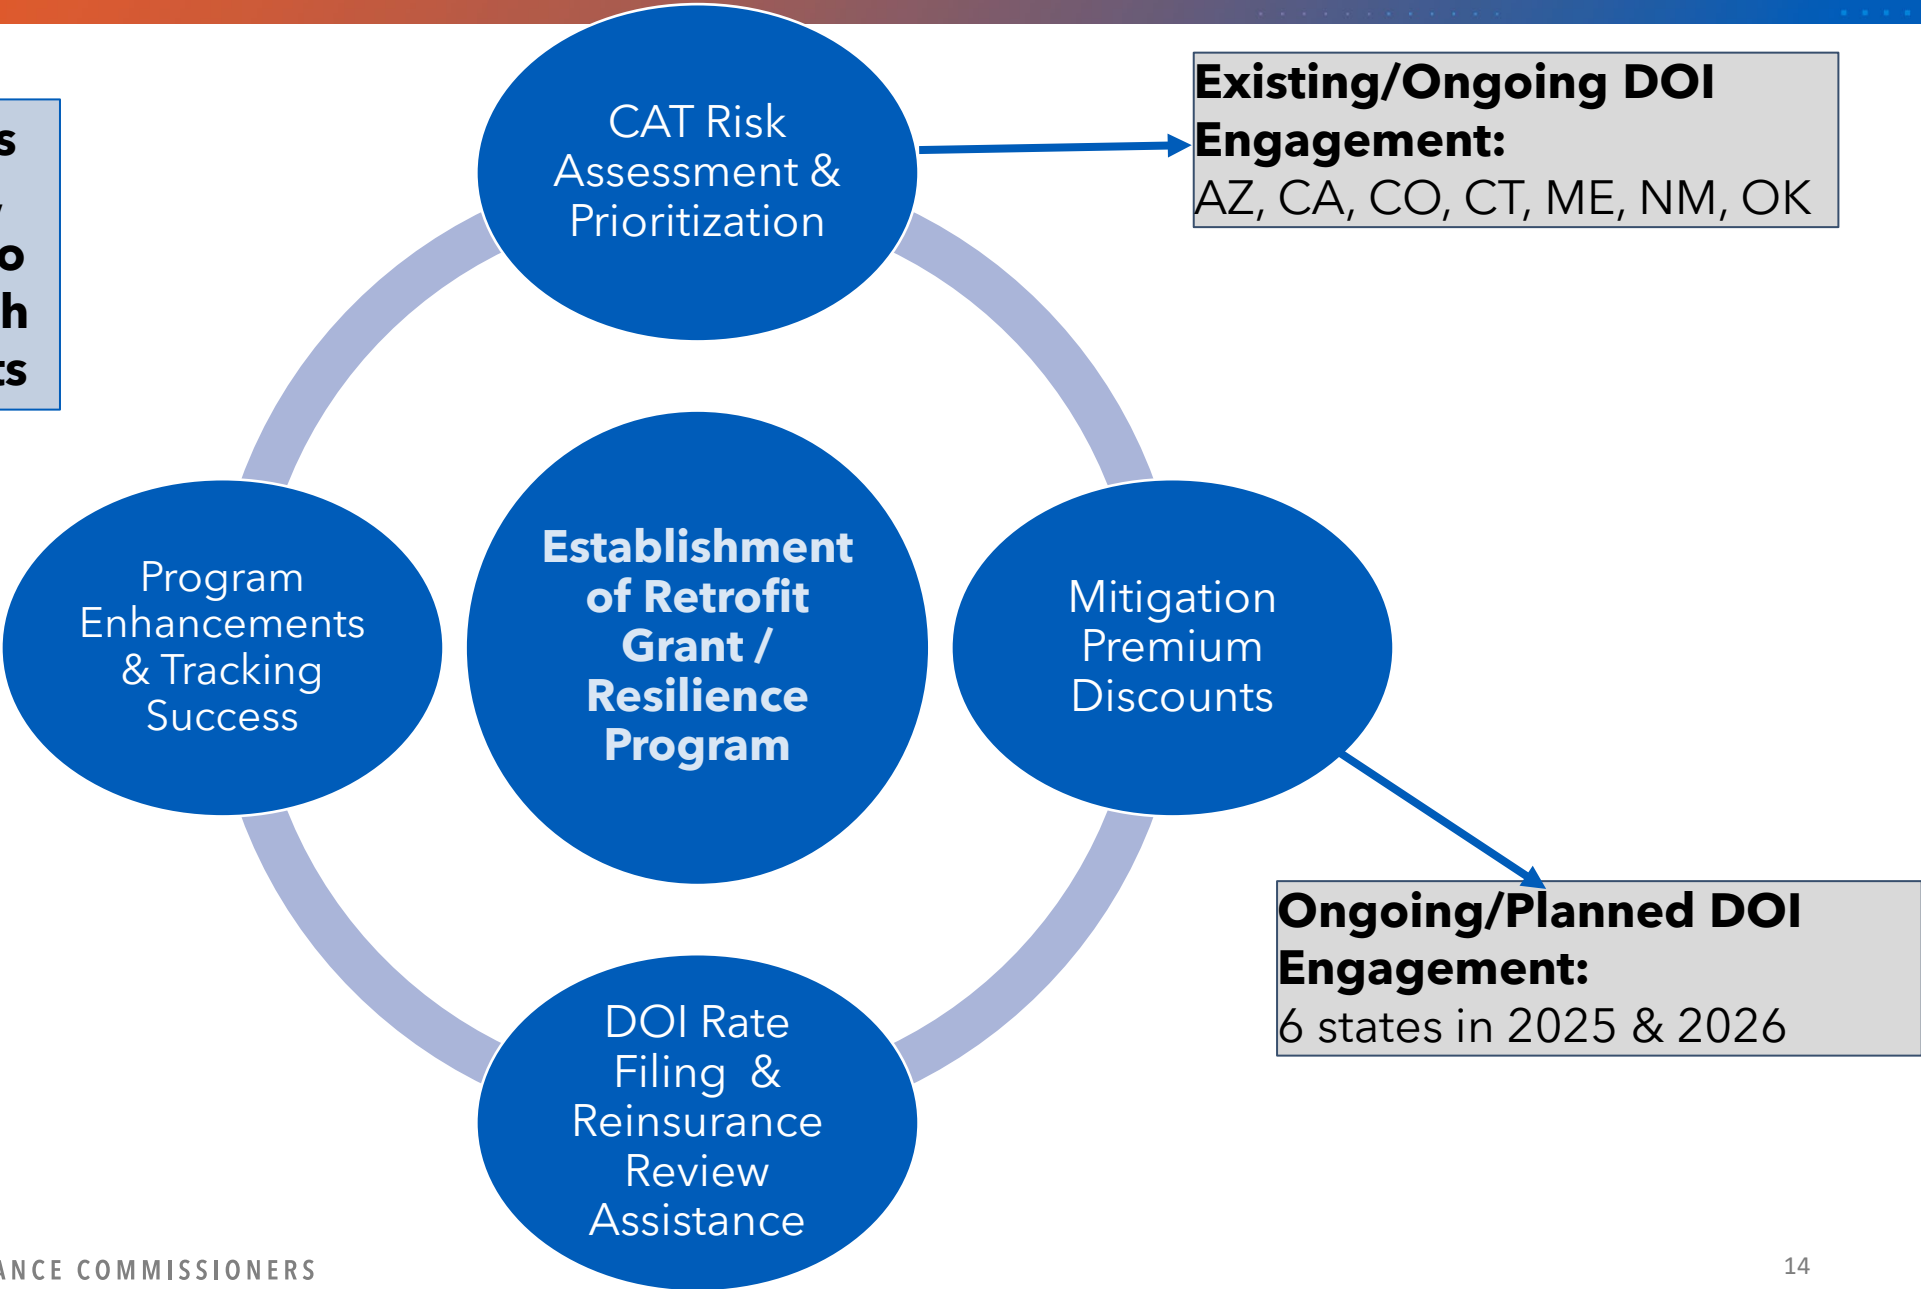 CAT Risk
Assessment &
Prioritization
Existing/Ongoing DOI
Engagement:
AZ, CA, CO, CT, ME, NM, OK
Program
Enhancements
& Tracking
Success
Establishment
of Retrofit
Grant /
Resilience
Program
Mitigation
Premium
Discounts
Ongoing/Planned DOI
Engagement:
6 states in 2025 & 2026
DOI Rate
Filing &
Reinsurance
Review
Assistance
COMMISSIONERS
14